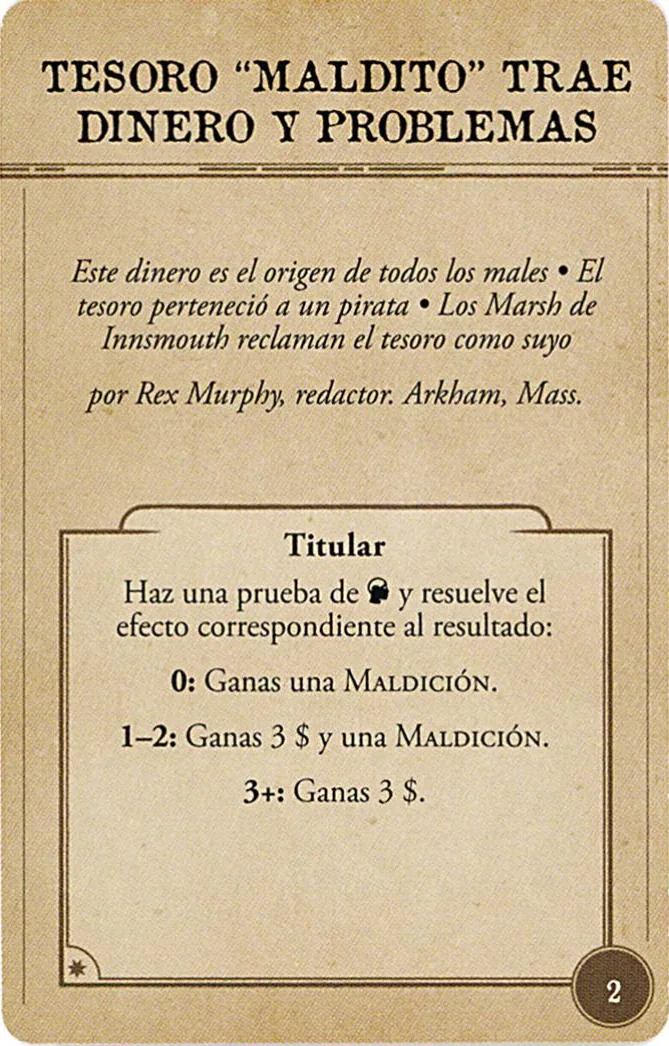 TESORO “MALDITO” TRAE
DINERO Y PROBLEMAS
Este dinero es el origen de todos los males • El
tesoro perteneció a un pirata • Los Marsh de
Innsmouth reclaman el tesoro como suyo
por Rex Murphy, redactor. Arkham, Mass.
Titular
Haz una prueba de y resuelve el
efecto correspondiente al resultado:
0: Ganas una MALDICIÓN.
1–2: Ganas 3 $ y una MALDICIÓN.
3+: Ganas 3 $.
2